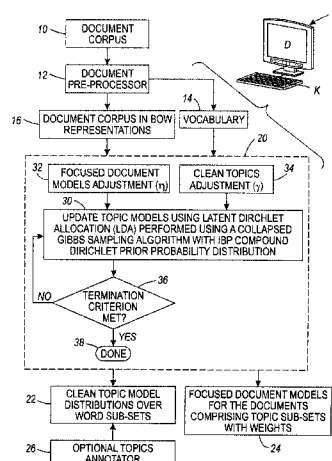 10
DOCUMENT
CORPUS
D
12
DOCUMENT
PRE-PROCESSOR
K
14
16
DOCUMENT CORPUS IN BOW
REPRESENTATIONS
VOCABULARY
20
32
FOCUSED DOCUMENT
MODELS ADJUSTMENT (η)
CLEAN TOPICS
ADJUSTMENT (γ)
34
30
UPDATE TOPIC MODELS USING LATENT DIRCHLET
ALLOCATION (LDA) PERFORMED USING A COLLAPSED
GIBBS SAMPLING ALGORITHM WITH IBP COMPOUND
DIRICHLET PRIOR PROBABILITY DISTRIBUTION
36
NO
TERMINATION
CRITERION
MET?
YES
38
DONE
22
CLEAN TOPIC MODEL
DISTRIBUTIONS OVER
WORD SUB-SETS
FOCUSED DOCUMENT MODELS
FOR THE DOCUMENTS
COMPRISING TOPIC SUB-SETS
WITH WEIGHTS
24
26
OPTIONAL TOPICS
ANNOTATOR